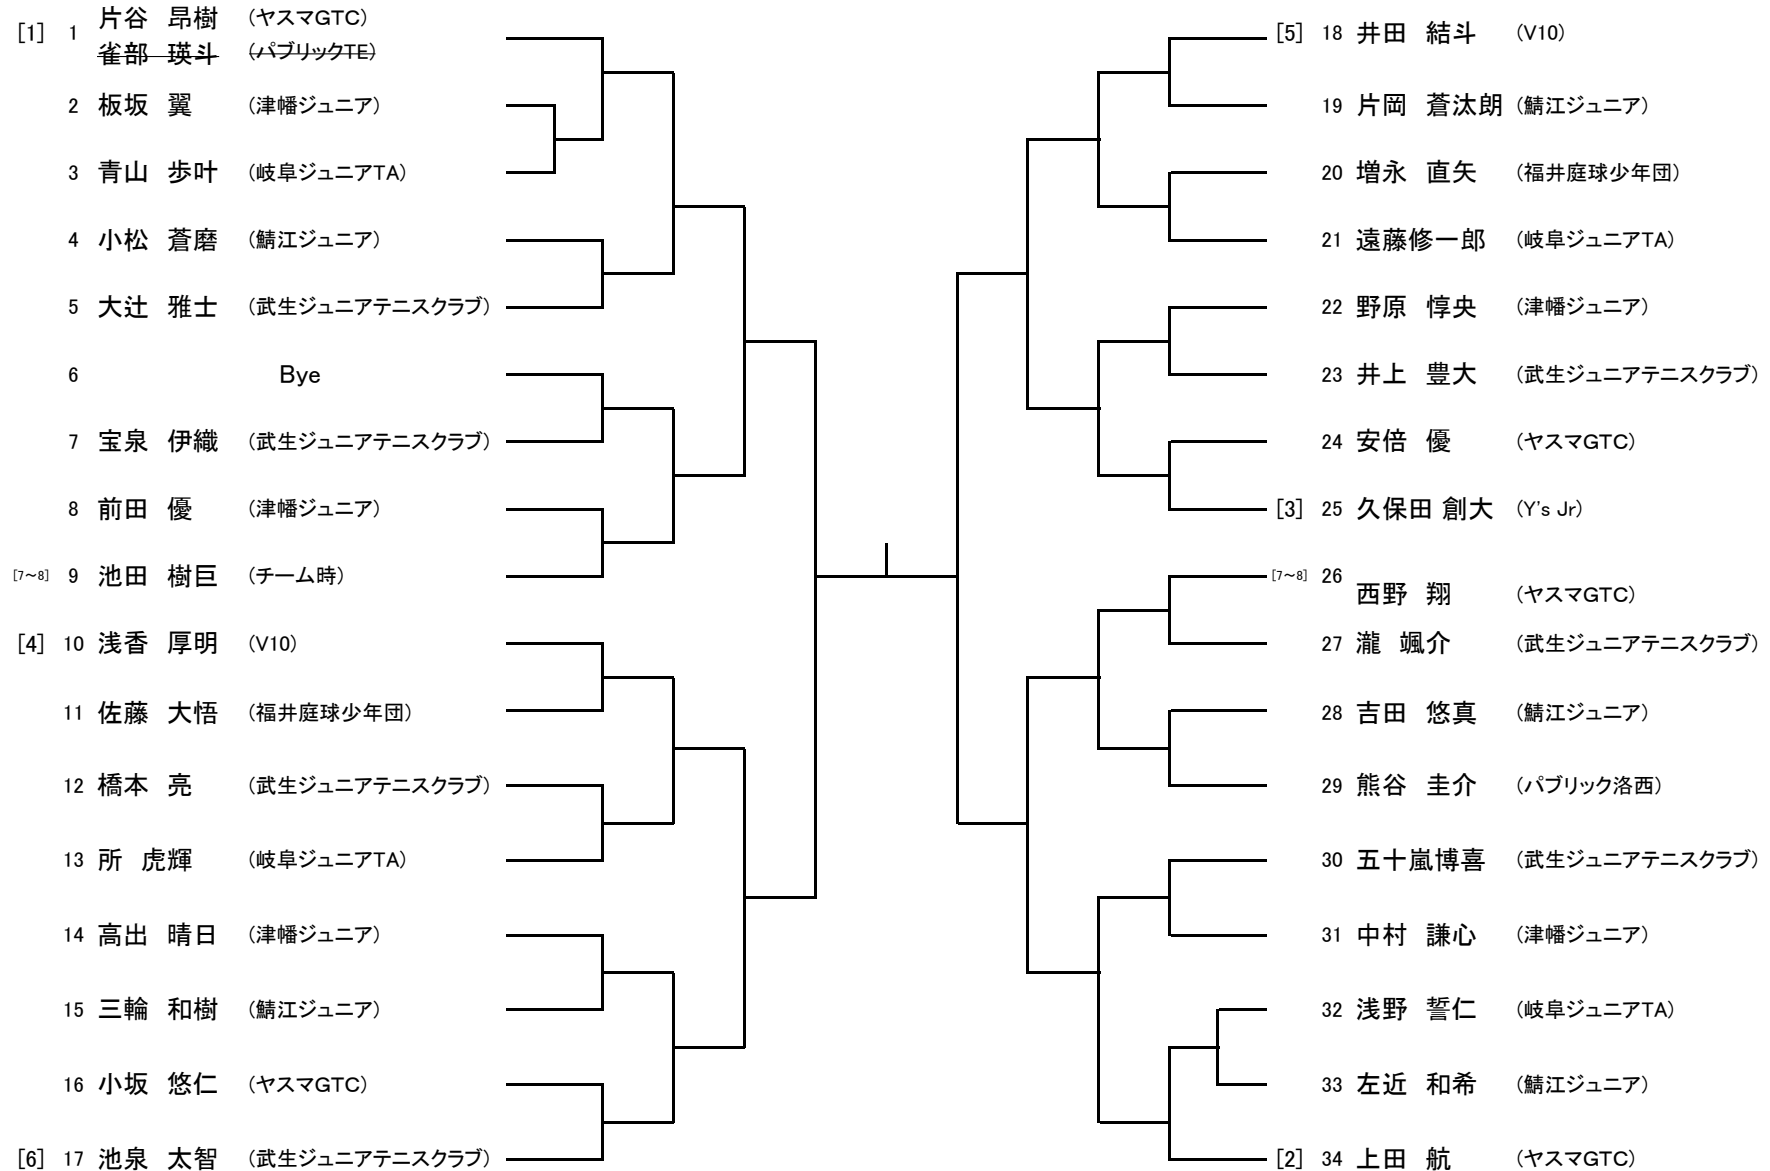 [1] 1 片谷 昂樹 (ヤスマGTC)
雀部 瑛斗 (パブリックTE)
2 板坂 翼 (津幡ジュニア)
3 青山 歩叶 (岐阜ジュニアTA)
4 小松 蒼磨 (鯖江ジュニア)
5 大辻 雅士 (武生ジュニアテニスクラブ)
6 Bye
7 宝泉 伊織 (武生ジュニアテニスクラブ)
8 前田 優 (津幡ジュニア)
[7~8] 9 池田 樹巨 (チーム時)
[4] 10 浅香 厚明 (V10)
11 佐藤 大悟 (福井庭球少年団)
12 橋本 亮 (武生ジュニアテニスクラブ)
13 所 虎輝 (岐阜ジュニアTA)
14 高出 晴日 (津幡ジュニア)
15 三輪 和樹 (鯖江ジュニア)
16 小坂 悠仁 (ヤスマGTC)
[6] 17 池泉 太智 (武生ジュニアテニスクラブ)
[5] 18 井田 結斗 (V10)
19 片岡 蒼汰朗 (鯖江ジュニア)
20 増永 直矢 (福井庭球少年団)
21 遠藤修一郎 (岐阜ジュニアTA)
22 野原 惇央 (津幡ジュニア)
23 井上 豊大 (武生ジュニアテニスクラブ)
24 安倍 優 (ヤスマGTC)
[3] 25 久保田 創大 (Y's Jr)
[7~8] 26
西野 翔 (ヤスマGTC)
27 瀧 颯介 (武生ジュニアテニスクラブ)
28 吉田 悠真 (鯖江ジュニア)
29 熊谷 圭介 (パブリック洛西)
30 五十嵐博喜 (武生ジュニアテニスクラブ)
31 中村 謙心 (津幡ジュニア)
32 浅野 誓仁 (岐阜ジュニアTA)
33 左近 和希 (鯖江ジュニア)
[2] 34 上田 航 (ヤスマGTC)